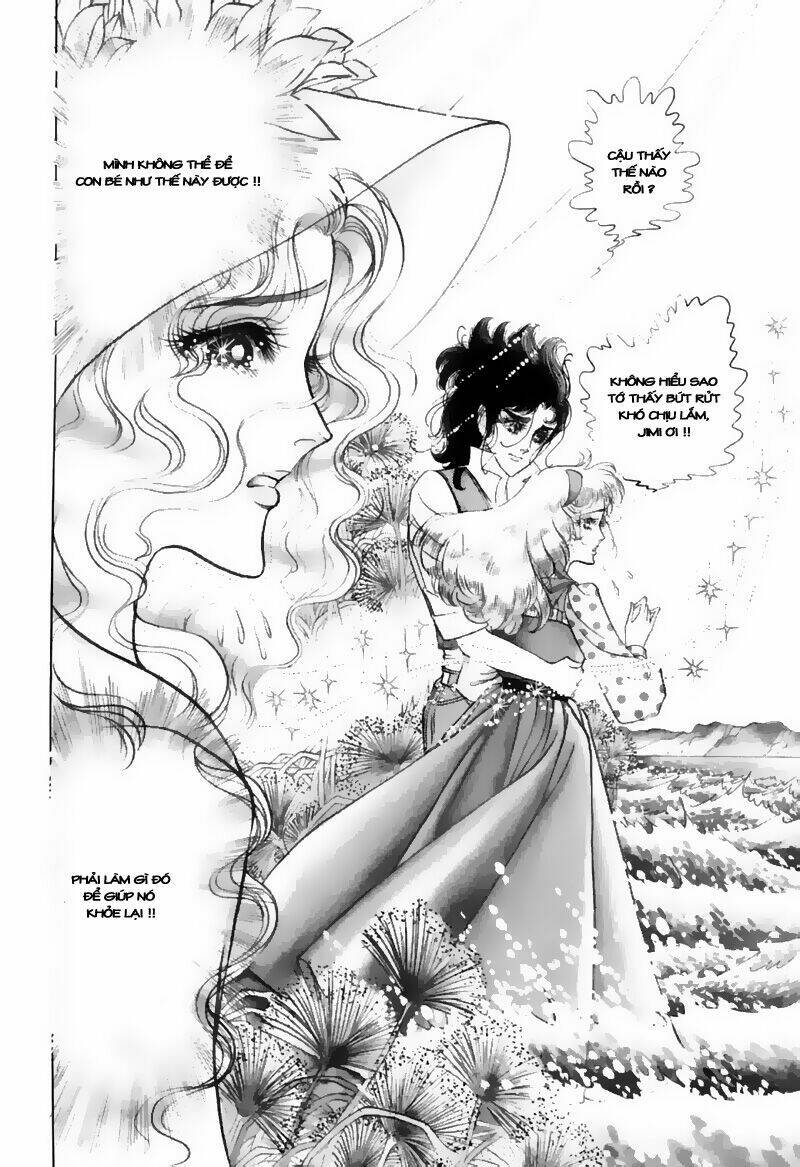 MÌNH KHÔNG THỂ ĐỂ
CON BÉ NHƯ THẾ NÀY ĐƯỢC !!
CẬU THẤY
THẾ NÀO
RỒI ?
KHÔNG HIỂU SAO
TỚ THẤY BỨT RỨT
KHÓ CHỊU LẮM,
JIMI ƠI !!
PHẢI LÀM GÌ ĐÓ
ĐỂ GIÚP NÓ
KHỎE LẠI !!